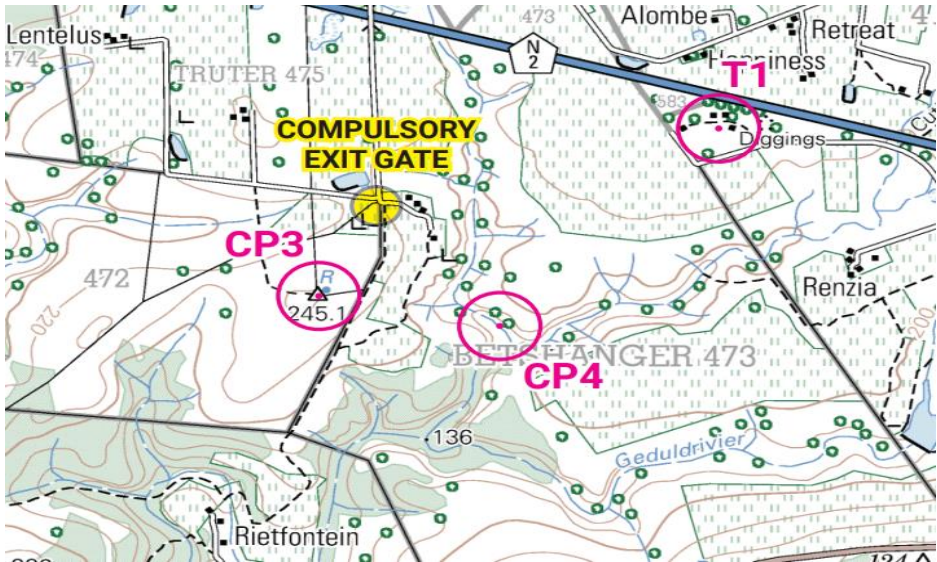 473
Alombe
Retreat
Lentelus
N
2
Happiness
474
TRUTER 475
T1
583
COMPULSORY
EXIT GATE
Diggings
CP3
472
R
245.1
Renzia
220
200
BETSHANGER 473
CP4
136
Geduldrivier
Rietfontein